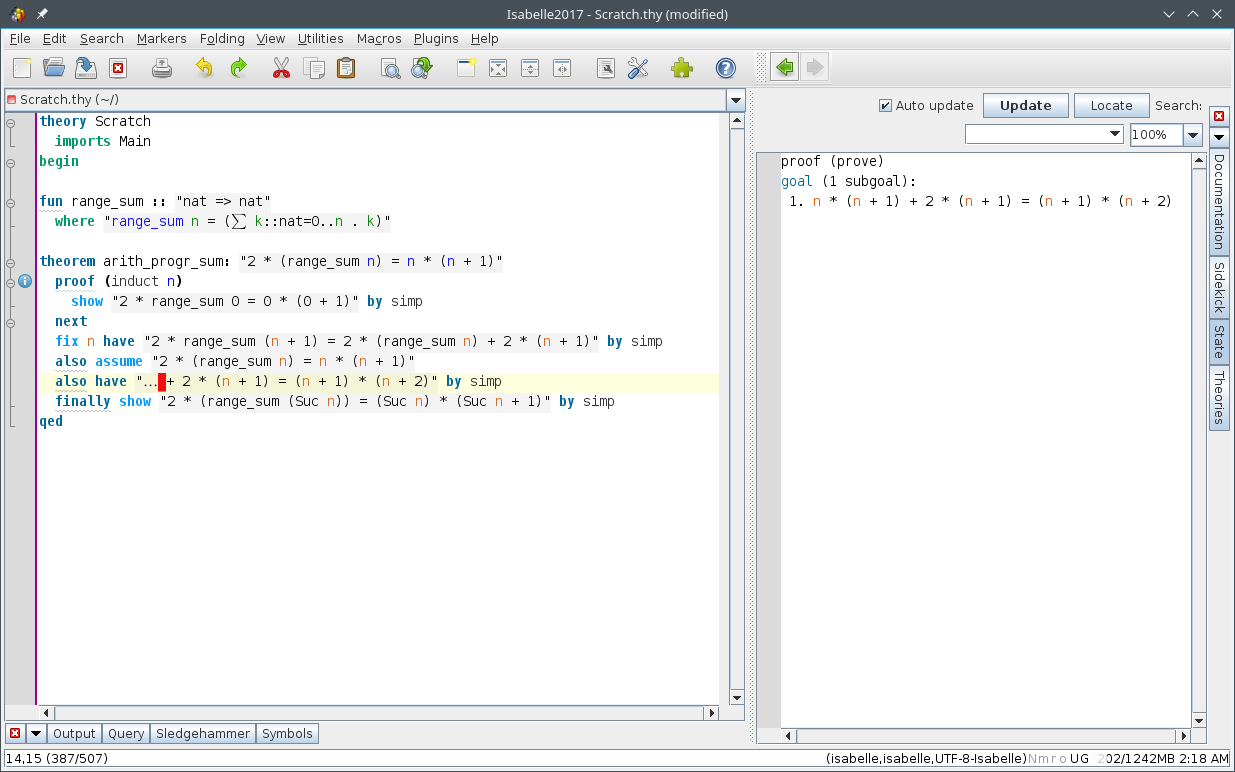 Isabelle2017 - Scratch.thy (modified)
File Edit Search Markers Folding View Utilities Macros Plugins Help
Scratch.thy (~/)
theory Scratch
  imports Main
begin
fun range_sum :: "nat => nat"
  where "range_sum n = (∑ k::nat=0..n . k)"
theorem arith_progr_sum: "2 * (range_sum n) = n * (n + 1)"
  proof (induct n)
    show "2 * range_sum 0 = 0 * (0 + 1)" by simp
  next
  fix n have "2 * range_sum (n + 1) = 2 * (range_sum n) + 2 * (n + 1)" by simp
  also assume "2 * (range_sum n) = n * (n + 1)"
  also have "... + 2 * (n + 1) = (n + 1) * (n + 2)" by simp
  finally show "2 * (range_sum (Suc n)) = (Suc n) * (Suc n + 1)" by simp
qed
Auto update Update Locate Search:
100%
proof (prove)
goal (1 subgoal):
 1. n * (n + 1) + 2 * (n + 1) = (n + 1) * (n + 2)
Documentation
Sidekick
State
Theories
Output Query Sledgehammer Symbols
14,15 (387/507)
(isabelle,isabelle,UTF-8-Isabelle) N m r o UG 202/1242MB 2:18 AM